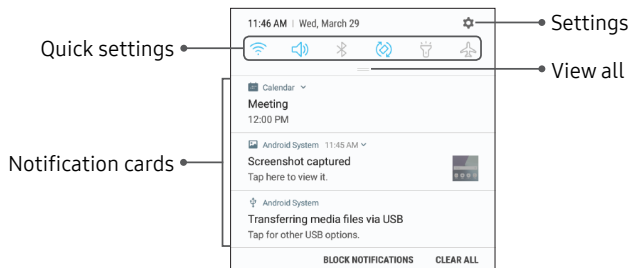 11:46 AM | Wed, March 29
Settings
Quick settings
View all
Calendar
Meeting
12:00 PM
Notification cards
Android System 11:45 AM
Screenshot captured
Tap here to view it.
Android System
Transferring media files via USB
Tap for other USB options.
BLOCK NOTIFICATIONS CLEAR ALL